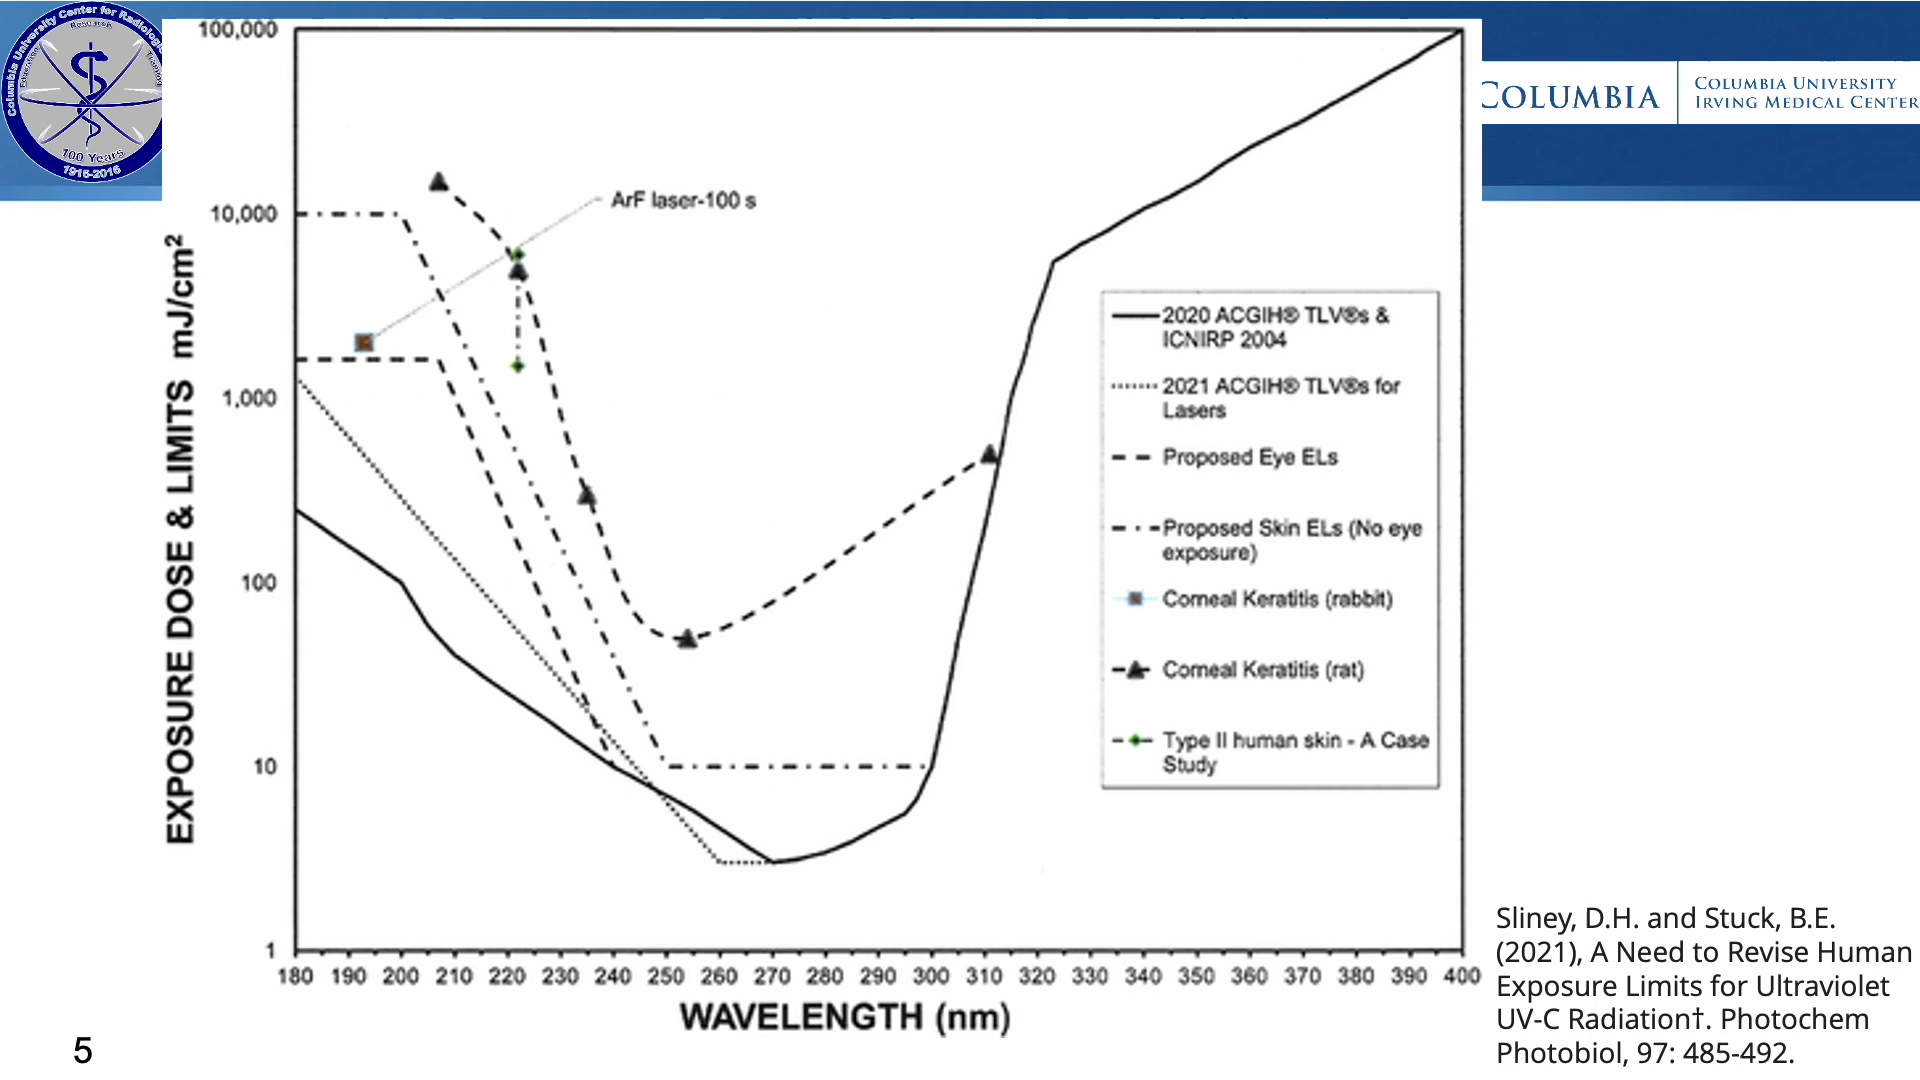 Columbia University Center for Radiologic
Research
Education
Training
100 Years
1916-2016
COLUMBIA
COLUMBIA UNIVERSITY
IRVING MEDICAL CENTER
EXPOSURE DOSE & LIMITS mJ/cm²
100,000
10,000
1,000
100
10
1
ArF laser-100 s
2020 ACGIH® TLV®s &
ICNIRP 2004
2021 ACGIH® TLV®s for
Lasers
Proposed Eye ELs
Proposed Skin ELs (No eye
exposure)
Corneal Keratitis (rabbit)
Corneal Keratitis (rat)
Type II human skin - A Case
Study
180 190 200 210 220 230 240 250 260 270 280 290 300 310 320 330 340 350 360 370 380 390 400
WAVELENGTH (nm)
Sliney, D.H. and Stuck, B.E.
(2021), A Need to Revise Human
Exposure Limits for Ultraviolet
UV-C Radiation†. Photochem
Photobiol, 97: 485-492.
5